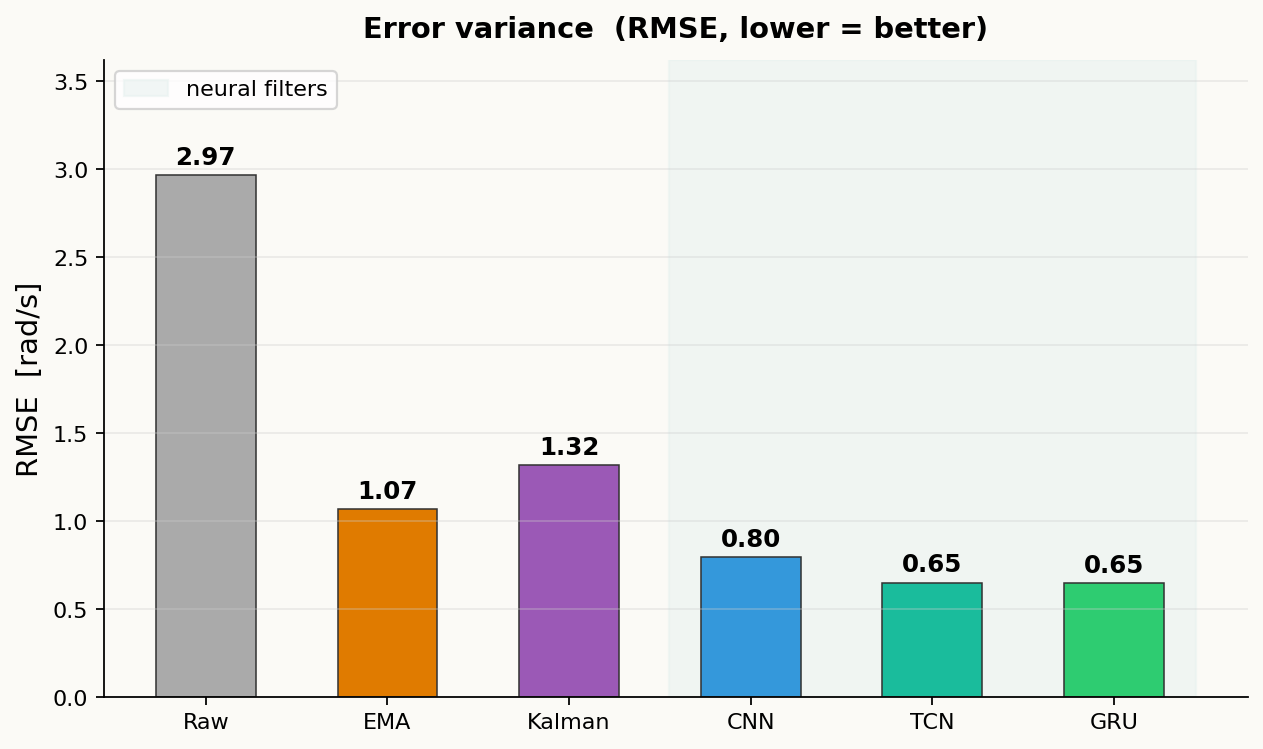 Error variance  (RMSE, lower = better)
neural filters
RMSE  [rad/s]
3.5
3.0
2.5
2.0
1.5
1.0
0.5
0.0
2.97
1.07
1.32
0.80
0.65
0.65
Raw
EMA
Kalman
CNN
TCN
GRU